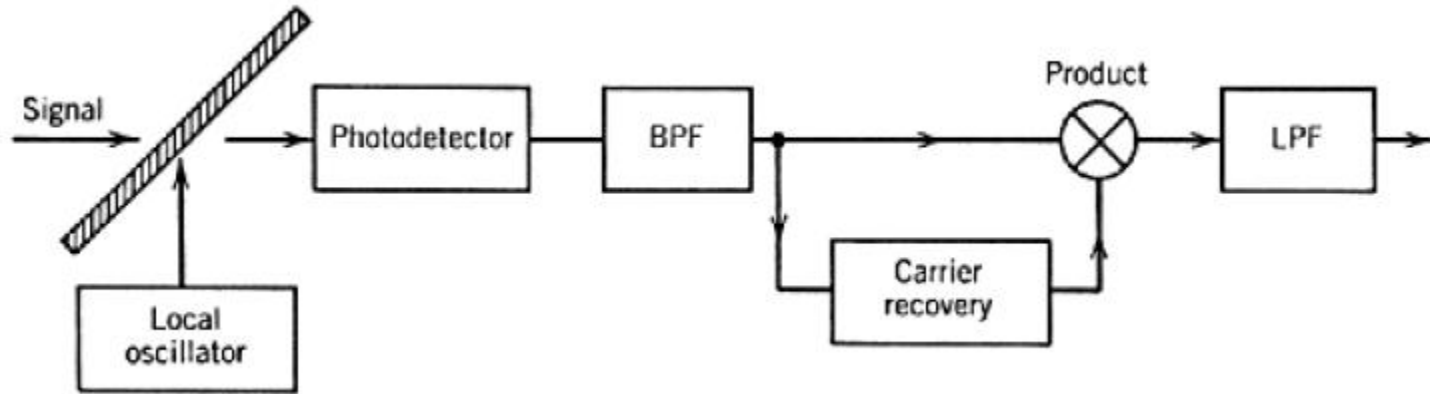 Signal
Photodetector
BPF
Product
LPF
Carrier
recovery
Local
oscillator